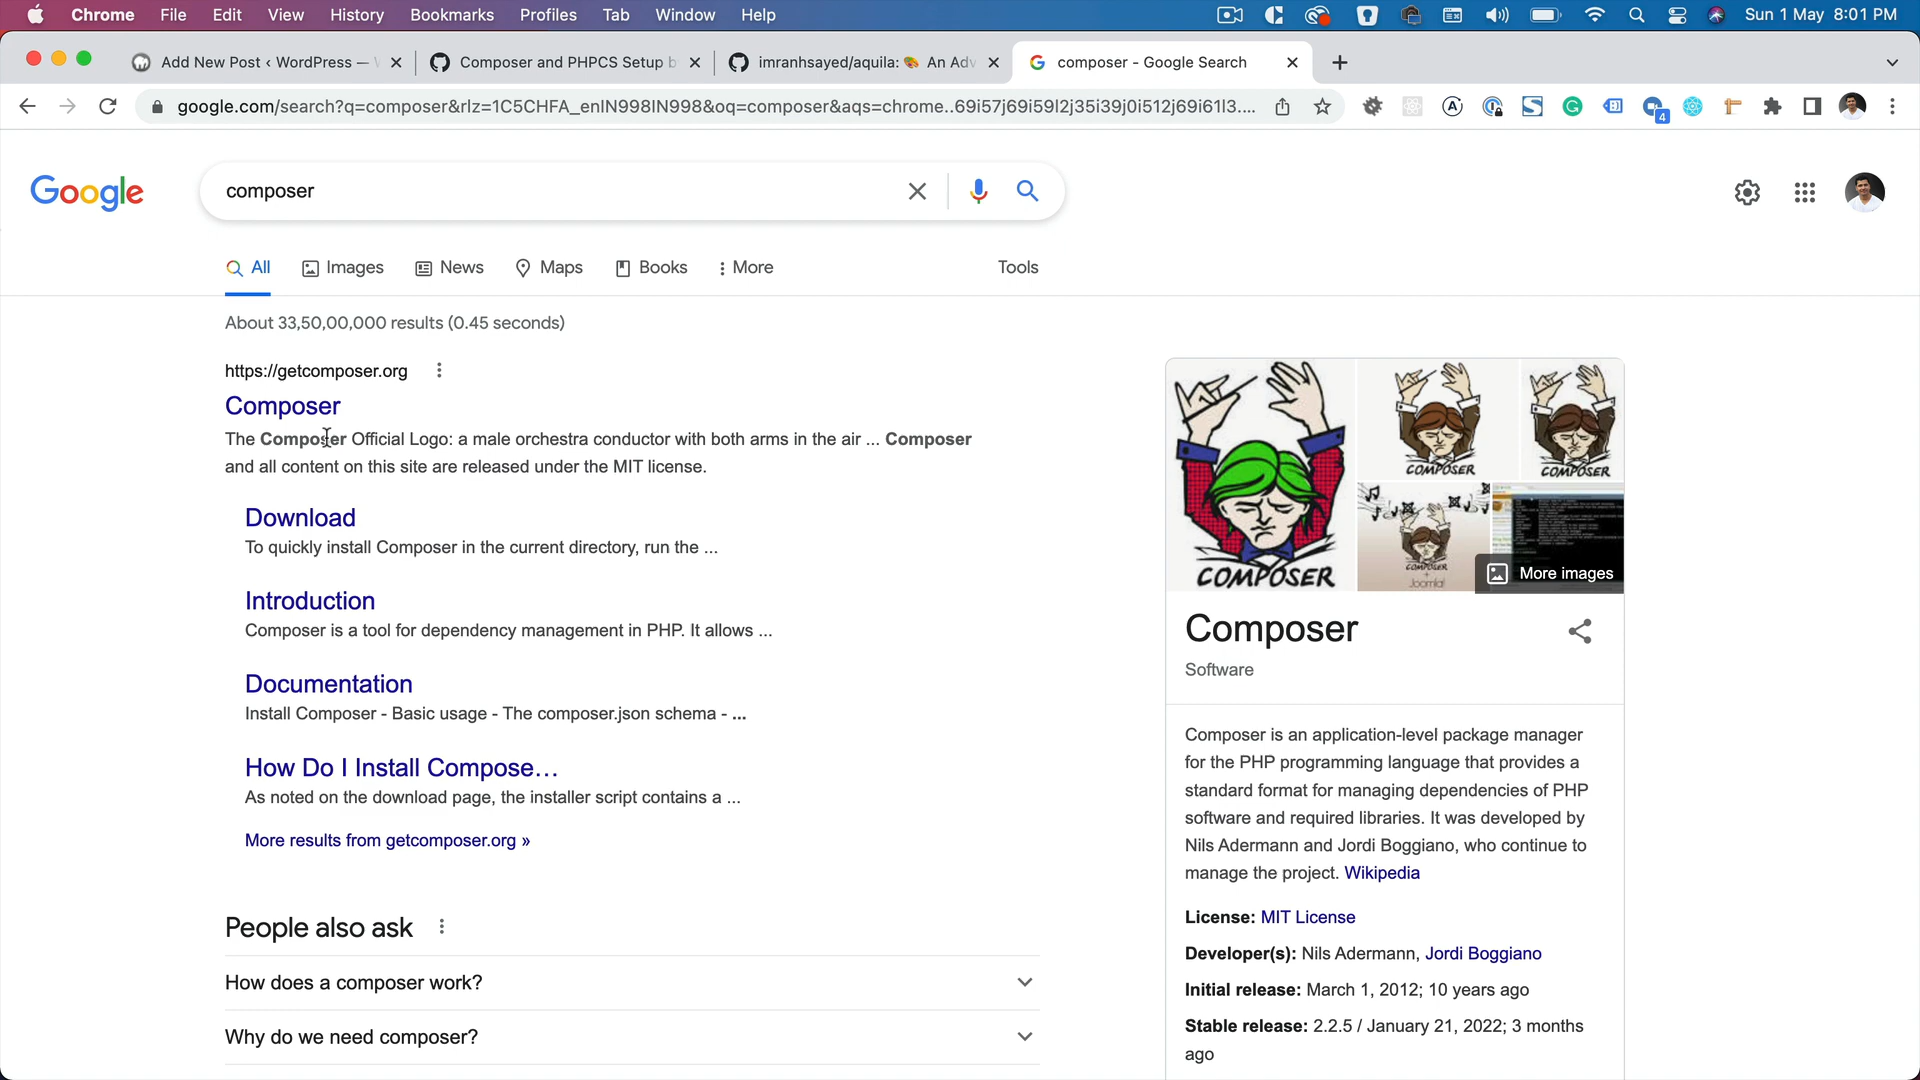 Chrome File Edit View History Bookmarks Profiles Tab Window Help Sun 1 May 8:01 PM
Add New Post ‹ WordPress — Composer and PHPCS Setup b imranhsayed/aquila: 🎨 An Adv composer - Google Search
google.com/search?q=composer&rlz=1C5CHFA_enIN998IN998&oq=composer&aqs=chrome..69i57j69i59l2j35i39j0i512j69i61l3.... 4
Google composer
All Images News Maps Books More Tools
About 33,50,00,000 results (0.45 seconds)
https://getcomposer.org
Composer
The Composer Official Logo: a male orchestra conductor with both arms in the air ... Composer
and all content on this site are released under the MIT license.
Download
To quickly install Composer in the current directory, run the ...
Introduction
Composer is a tool for dependency management in PHP. It allows ...
Documentation
Install Composer - Basic usage - The composer.json schema - ...
How Do I Install Compose...
As noted on the download page, the installer script contains a ...
More results from getcomposer.org »
People also ask
How does a composer work?
Why do we need composer?
COMPOSER
COMPOSER
COMPOSER
COMPOSER
+
Joomla!
More images
Composer
Software
Composer is an application-level package manager
for the PHP programming language that provides a
standard format for managing dependencies of PHP
software and required libraries. It was developed by
Nils Adermann and Jordi Boggiano, who continue to
manage the project. Wikipedia
License: MIT License
Developer(s): Nils Adermann, Jordi Boggiano
Initial release: March 1, 2012; 10 years ago
Stable release: 2.2.5 / January 21, 2022; 3 months
ago